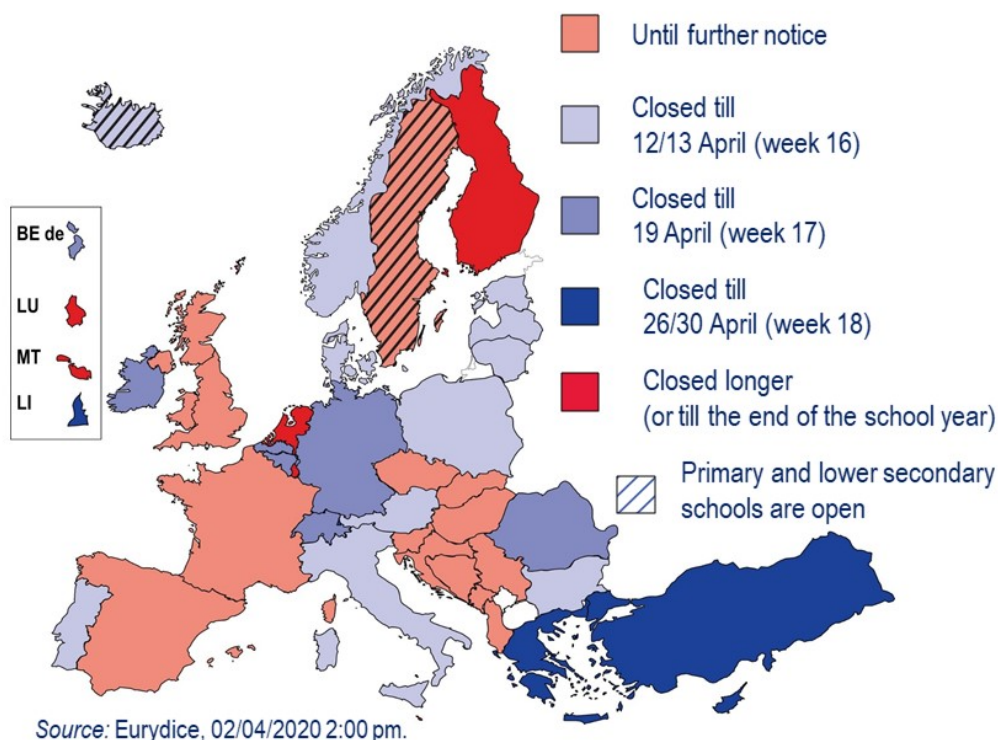 Until further notice
Closed till
12/13 April (week 16)
Closed till
19 April (week 17)
Closed till
26/30 April (week 18)
Closed longer
(or till the end of the school year)
Primary and lower secondary
schools are open
BE de
LU
MT
LI
Source: Eurydice, 02/04/2020 2:00 pm.